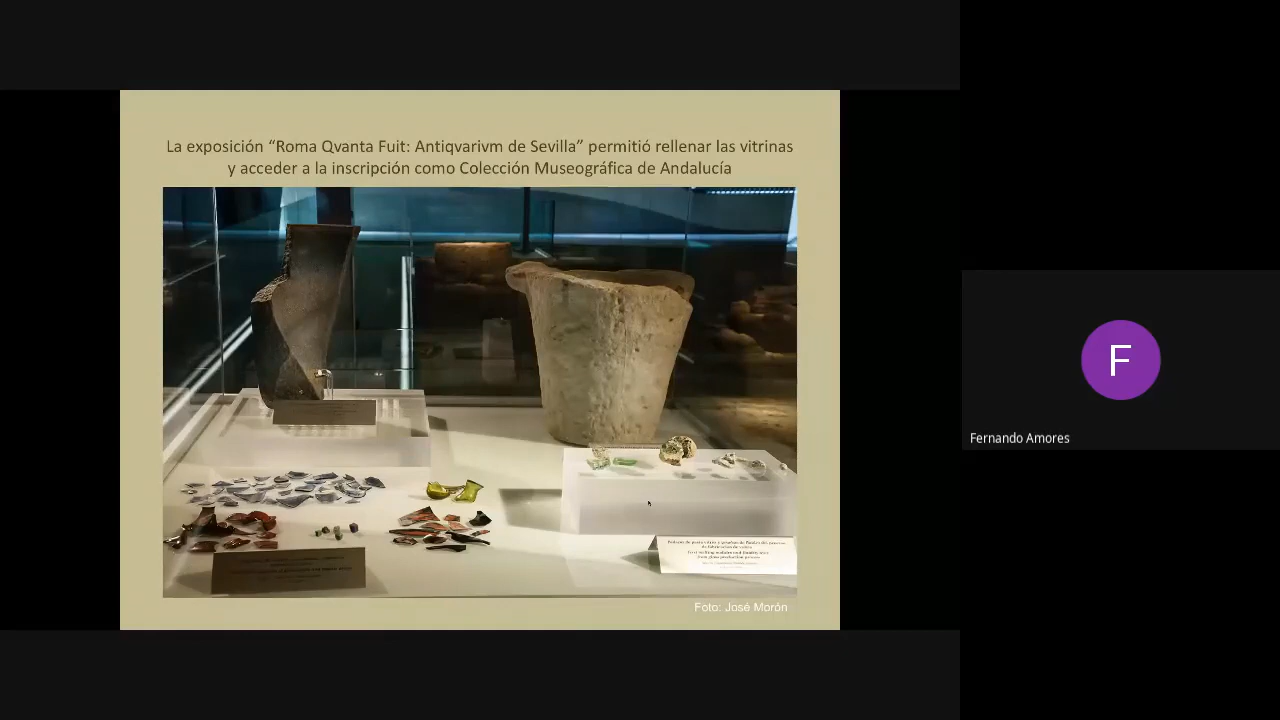 La exposición “Roma Qvanta Fuit: Antiqvarivm de Sevilla” permitió rellenar las vitrinas
y acceder a la inscripción como Colección Museográfica de Andalucía
Foto: José Morón
F
Fernando Amores